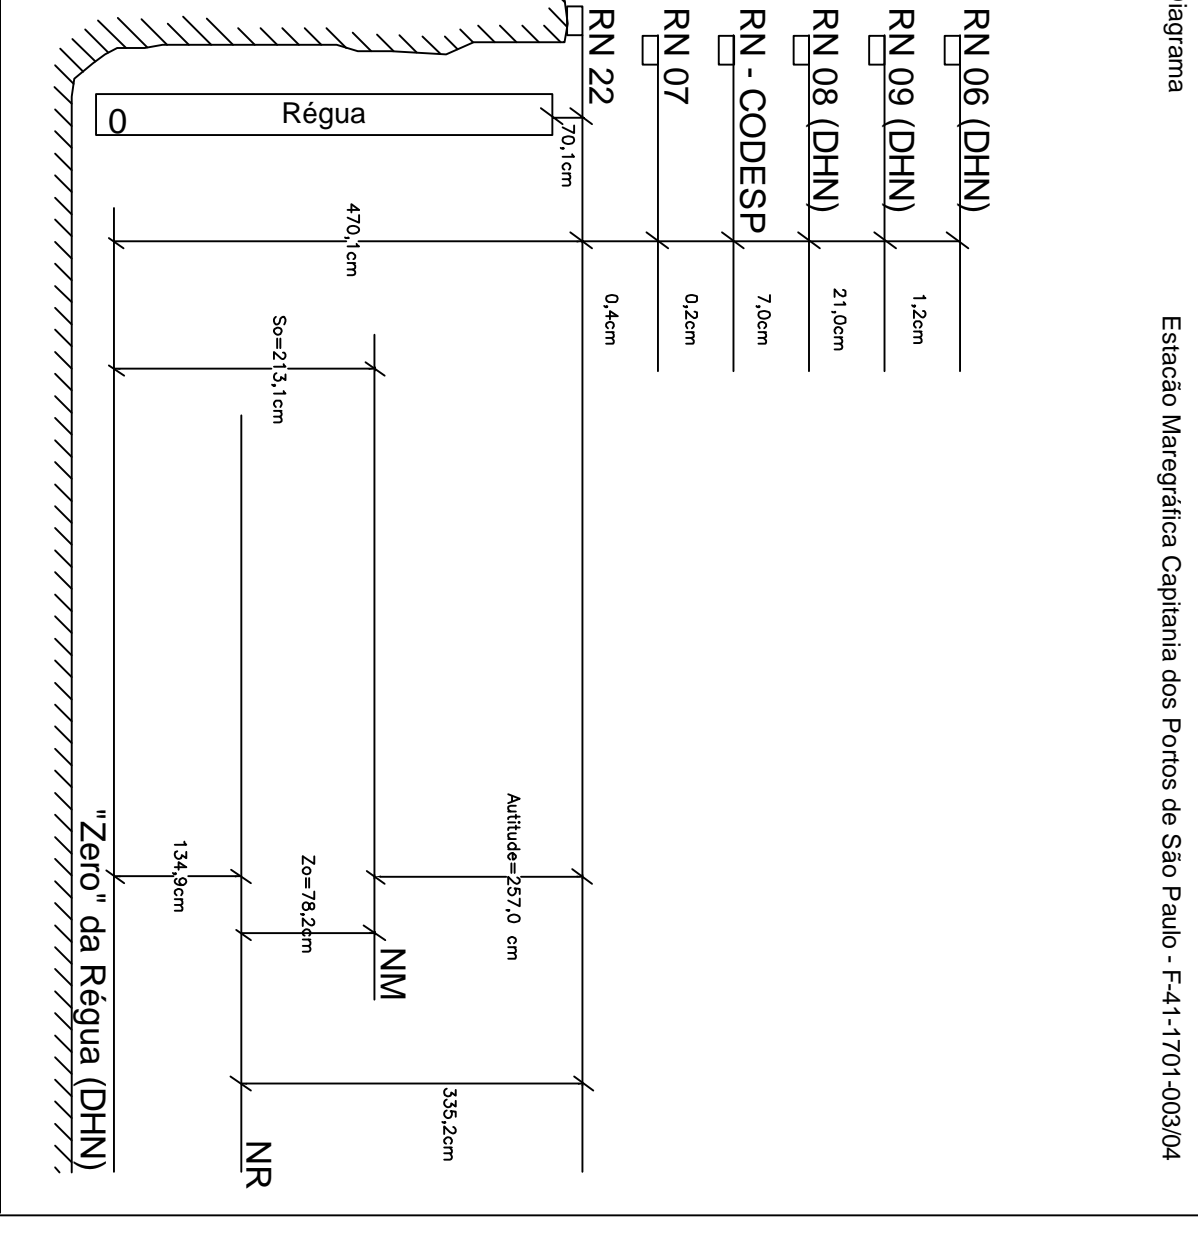 Diagrama
Estacão Maregráfica Capitania dos Portos de São Paulo - F-41-1701-003/04
RN 06 (DHN)
1,2cm
RN 09 (DHN)
21,0cm
RN 08 (DHN)
7,0cm
RN - CODESP
0,2cm
RN 07
0,4cm
RN 22
70,1cm
Régua
0
470,1cm
So=213,1cm
Autitude=257,0 cm
335,2cm
NM
Zo=78,2cm
NR
134,9cm
"Zero" da Régua (DHN)